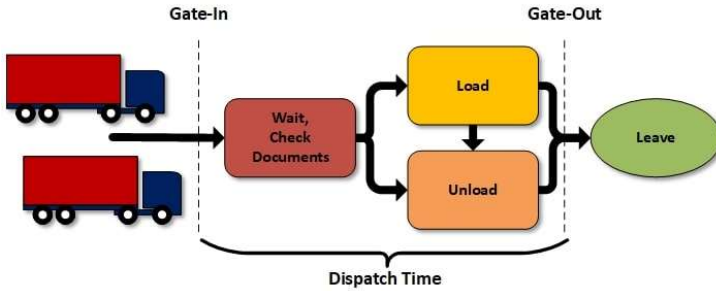 Gate-In
Gate-Out
Wait,
Check
Documents
Load
Unload
Leave
Dispatch Time